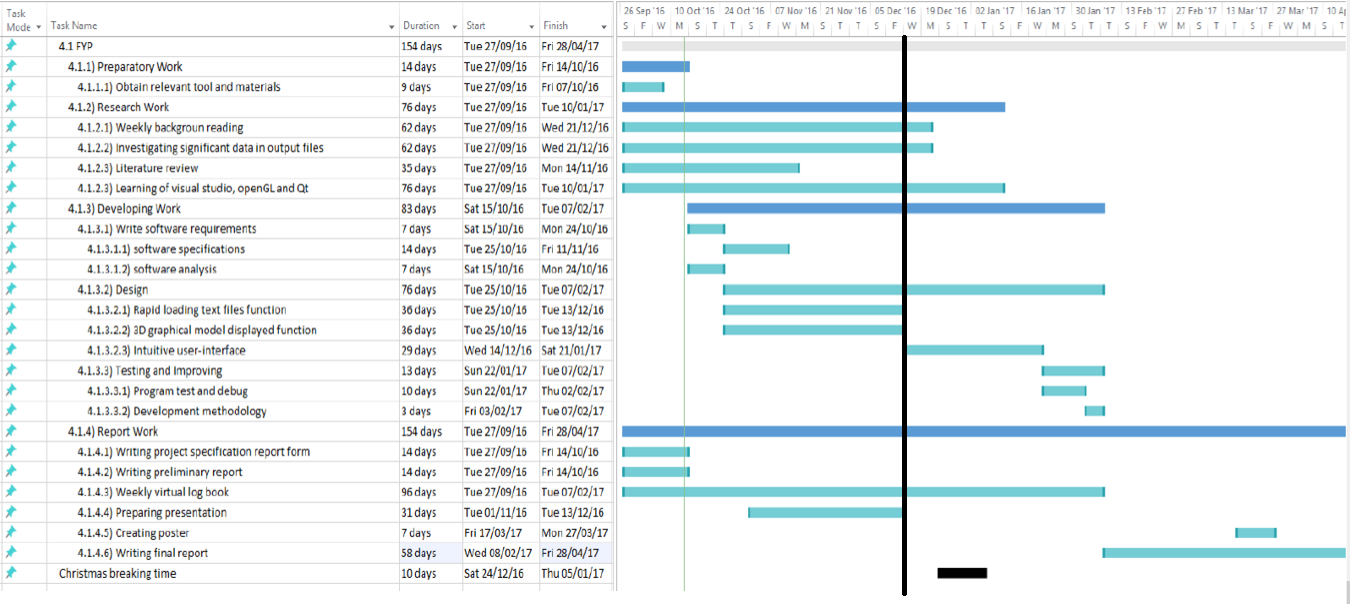 Task Mode Task Name Duration Start Finish
26 Sep '16 10 Oct '16 24 Oct '16 07 Nov '16 21 Nov '16 05 Dec '16 19 Dec '16 02 Jan '17 16 Jan '17 30 Jan '17 13 Feb '17 27 Feb '17 13 Mar '17 27 Mar '17 10 A
S F T W M S S T T F S W M S T F S W M S T F S W M S T
4.1 FYP 154 days Tue 27/09/16 Fri 28/04/17
4.1.1) Preparatory Work 14 days Tue 27/09/16 Fri 14/10/16
4.1.1.1) Obtain relevant tool and materials 9 days Tue 27/09/16 Fri 07/10/16
4.1.2) Research Work 76 days Tue 27/09/16 Tue 10/01/17
4.1.2.1) Weekly backgroun reading 62 days Tue 27/09/16 Wed 21/12/16
4.1.2.2) Investigating significant data in output files 62 days Tue 27/09/16 Wed 21/12/16
4.1.2.3) Literature review 35 days Tue 27/09/16 Mon 14/11/16
4.1.2.3) Learning of visual studio, openGL and Qt 76 days Tue 27/09/16 Tue 10/01/17
4.1.3) Developing Work 83 days Sat 15/10/16 Tue 07/02/17
4.1.3.1) Write software requirements 7 days Sat 15/10/16 Mon 24/10/16
4.1.3.1.1) software specifications 14 days Tue 25/10/16 Fri 11/11/16
4.1.3.1.2) software analysis 7 days Sat 15/10/16 Mon 24/10/16
4.1.3.2) Design 76 days Tue 25/10/16 Tue 07/02/17
4.1.3.2.1) Rapid loading text files function 36 days Tue 25/10/16 Tue 13/12/16
4.1.3.2.2) 3D graphical model displayed function 36 days Tue 25/10/16 Tue 13/12/16
4.1.3.2.3) Intuitive user-interface 29 days Wed 14/12/16 Sat 21/01/17
4.1.3.3) Testing and Improving 13 days Sun 22/01/17 Tue 07/02/17
4.1.3.3.1) Program test and debug 10 days Sun 22/01/17 Thu 02/02/17
4.1.3.3.2) Development methodology 3 days Fri 03/02/17 Tue 07/02/17
4.1.4) Report Work 154 days Tue 27/09/16 Fri 28/04/17
4.1.4.1) Writing project specification report form 14 days Tue 27/09/16 Fri 14/10/16
4.1.4.2) Writing preliminary report 14 days Tue 27/09/16 Fri 14/10/16
4.1.4.3) Weekly virtual log book 96 days Tue 27/09/16 Tue 07/02/17
4.1.4.4) Preparing presentation 31 days Tue 01/11/16 Tue 13/12/16
4.1.4.5) Creating poster 7 days Fri 17/03/17 Mon 27/03/17
4.1.4.6) Writing final report 58 days Wed 08/02/17 Fri 28/04/17
Christmas breaking time 10 days Sat 24/12/16 Thu 05/01/17